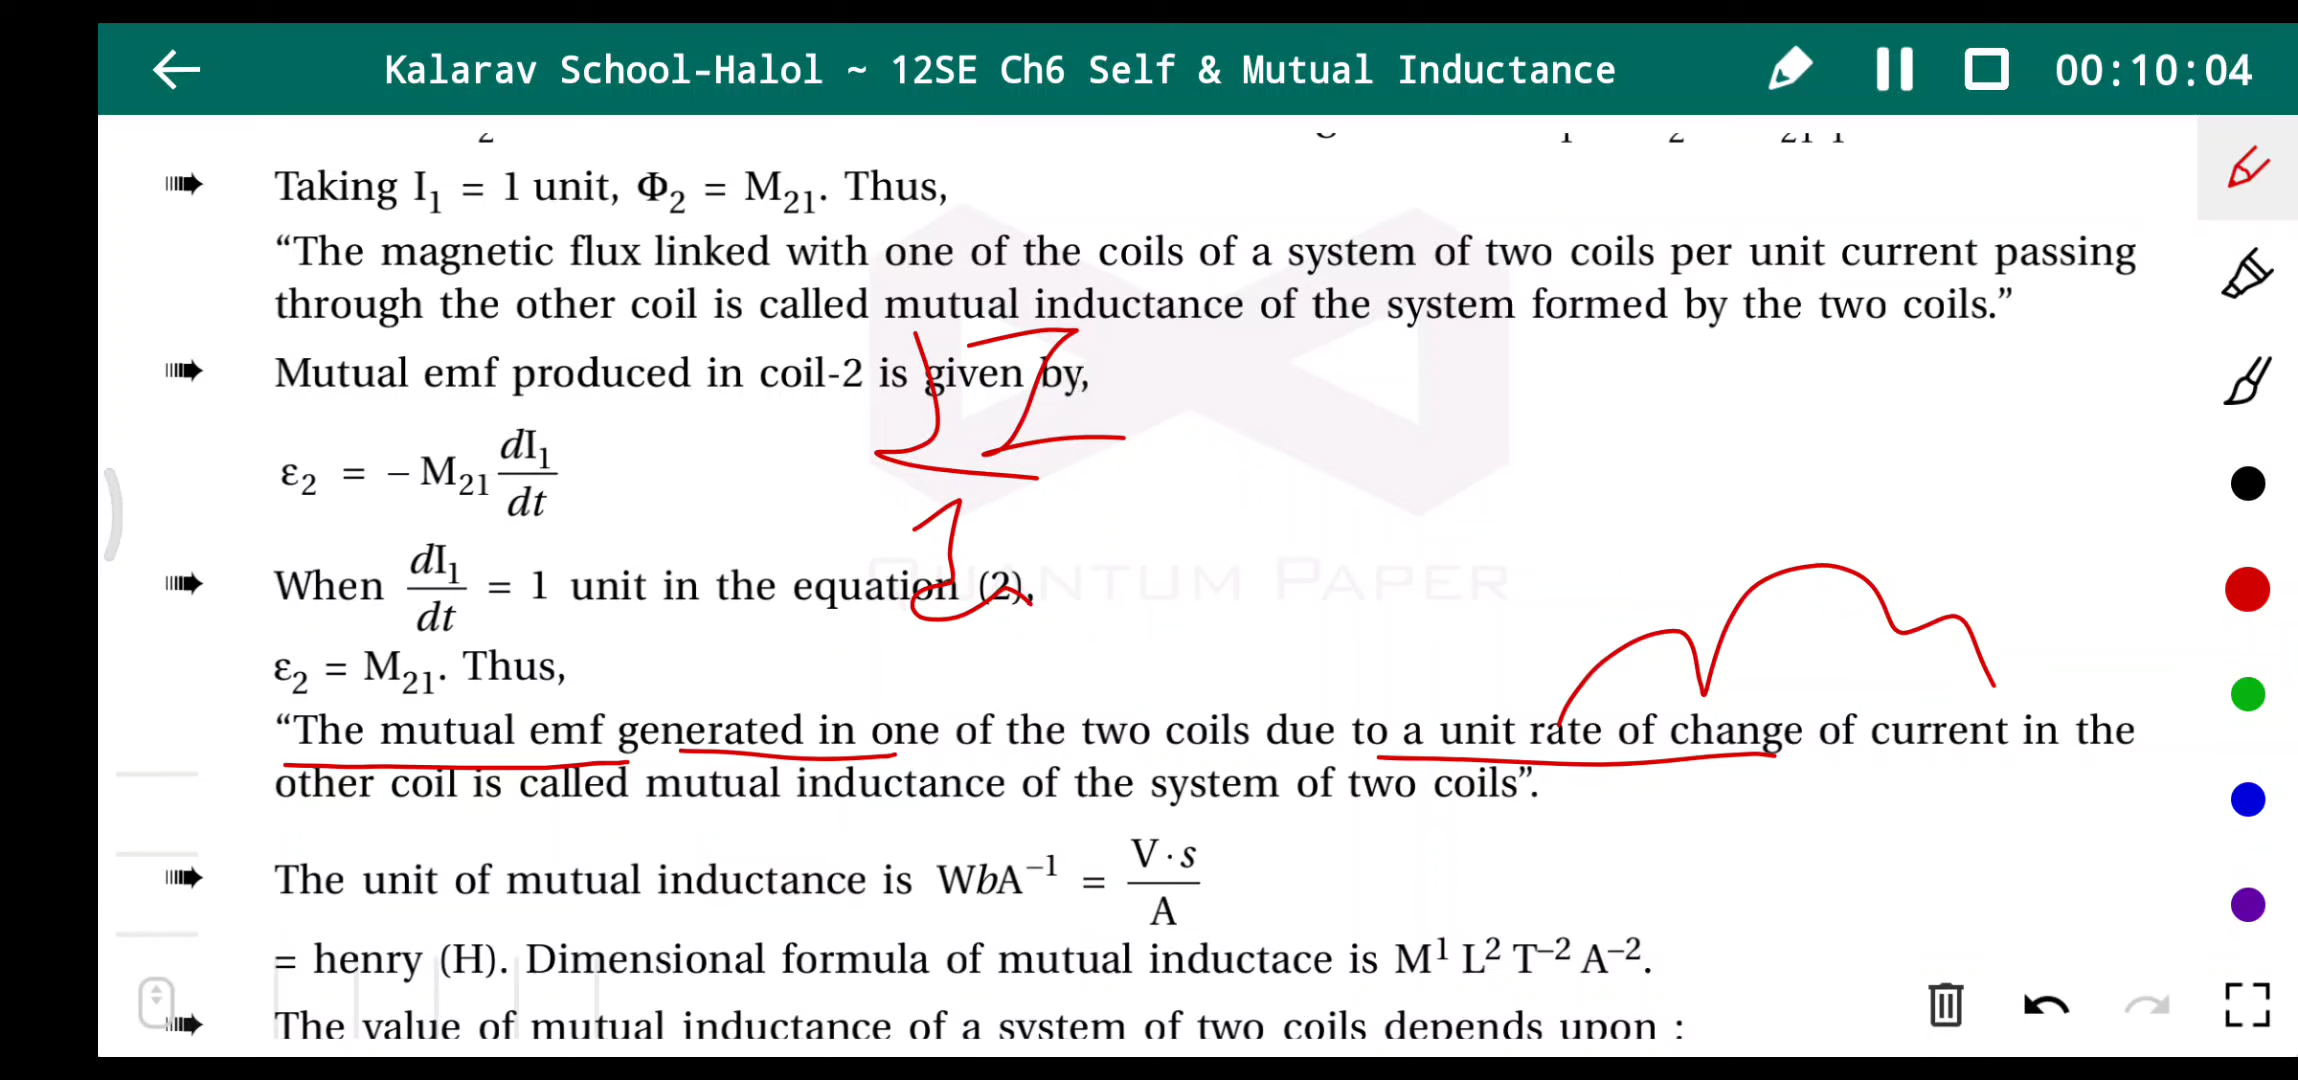 Kalarav School-Halol ~ 12SE Ch6 Self & Mutual Inductance 00:10:04
Taking I₁ = 1 unit, Φ₂ = M₂₁. Thus,
“The magnetic flux linked with one of the coils of a system of two coils per unit current passing
through the other coil is called mutual inductance of the system formed by the two coils.”
Mutual emf produced in coil-2 is given by,
ε₂ = – M₂₁ dI₁/dt
When dI₁/dt = 1 unit in the equation (2),
QUANTUM PAPER
ε₂ = M₂₁. Thus,
“The mutual emf generated in one of the two coils due to a unit rate of change of current in the
other coil is called mutual inductance of the system of two coils”.
The unit of mutual inductance is WbA⁻¹ = V·s/A
= henry (H). Dimensional formula of mutual inductace is M¹ L² T⁻² A⁻².
The value of mutual inductance of a system of two coils depends upon :